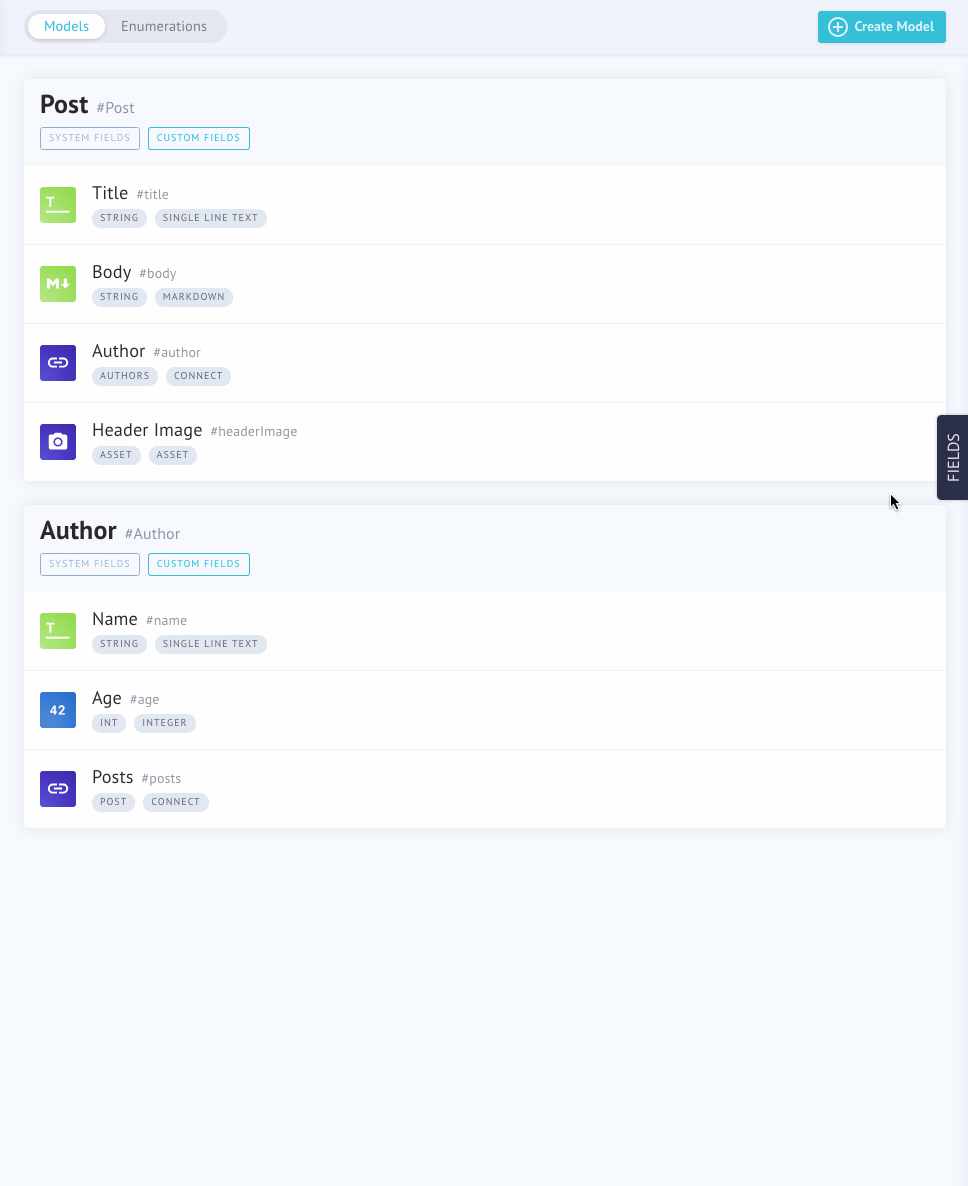 Models Enumerations Create Model
Post #Post
SYSTEM FIELDS CUSTOM FIELDS
T
Title #title
STRING SINGLE LINE TEXT
M
Body #body
STRING MARKDOWN
Author #author
AUTHORS CONNECT
Header Image #headerImage
ASSET ASSET
FIELDS
Author #Author
SYSTEM FIELDS CUSTOM FIELDS
T
Name #name
STRING SINGLE LINE TEXT
42
Age #age
INT INTEGER
Posts #posts
POST CONNECT